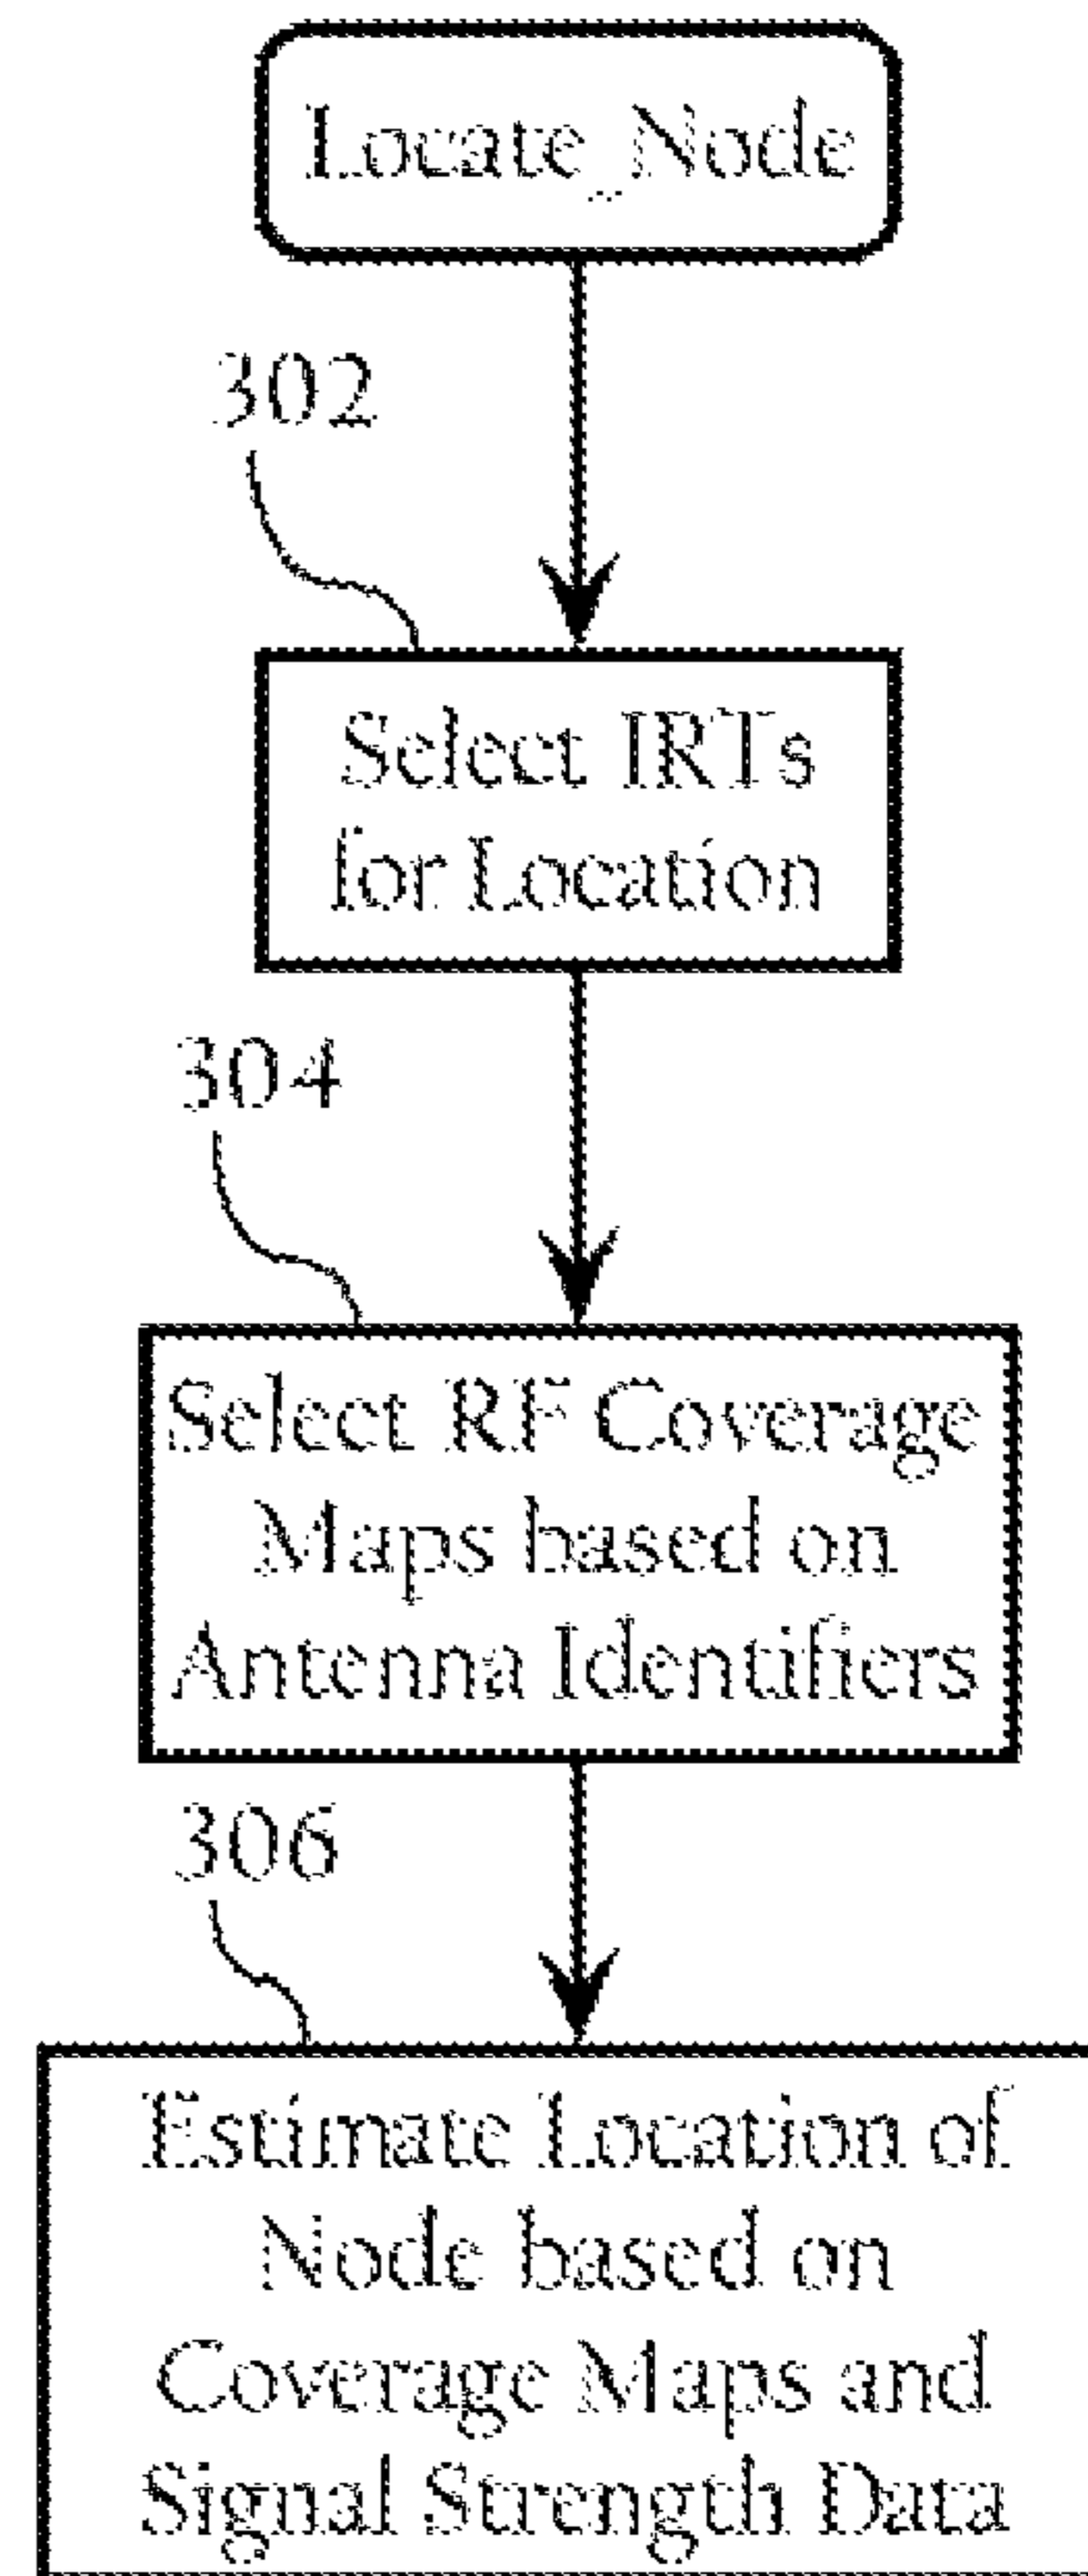 Locate_Node
302
Select IRTs
for Location
304
Select RF Coverage
Maps based on
Antenna Identifiers
306
Estimate Location of
Node based on
Coverage Maps and
Signal Strength Data